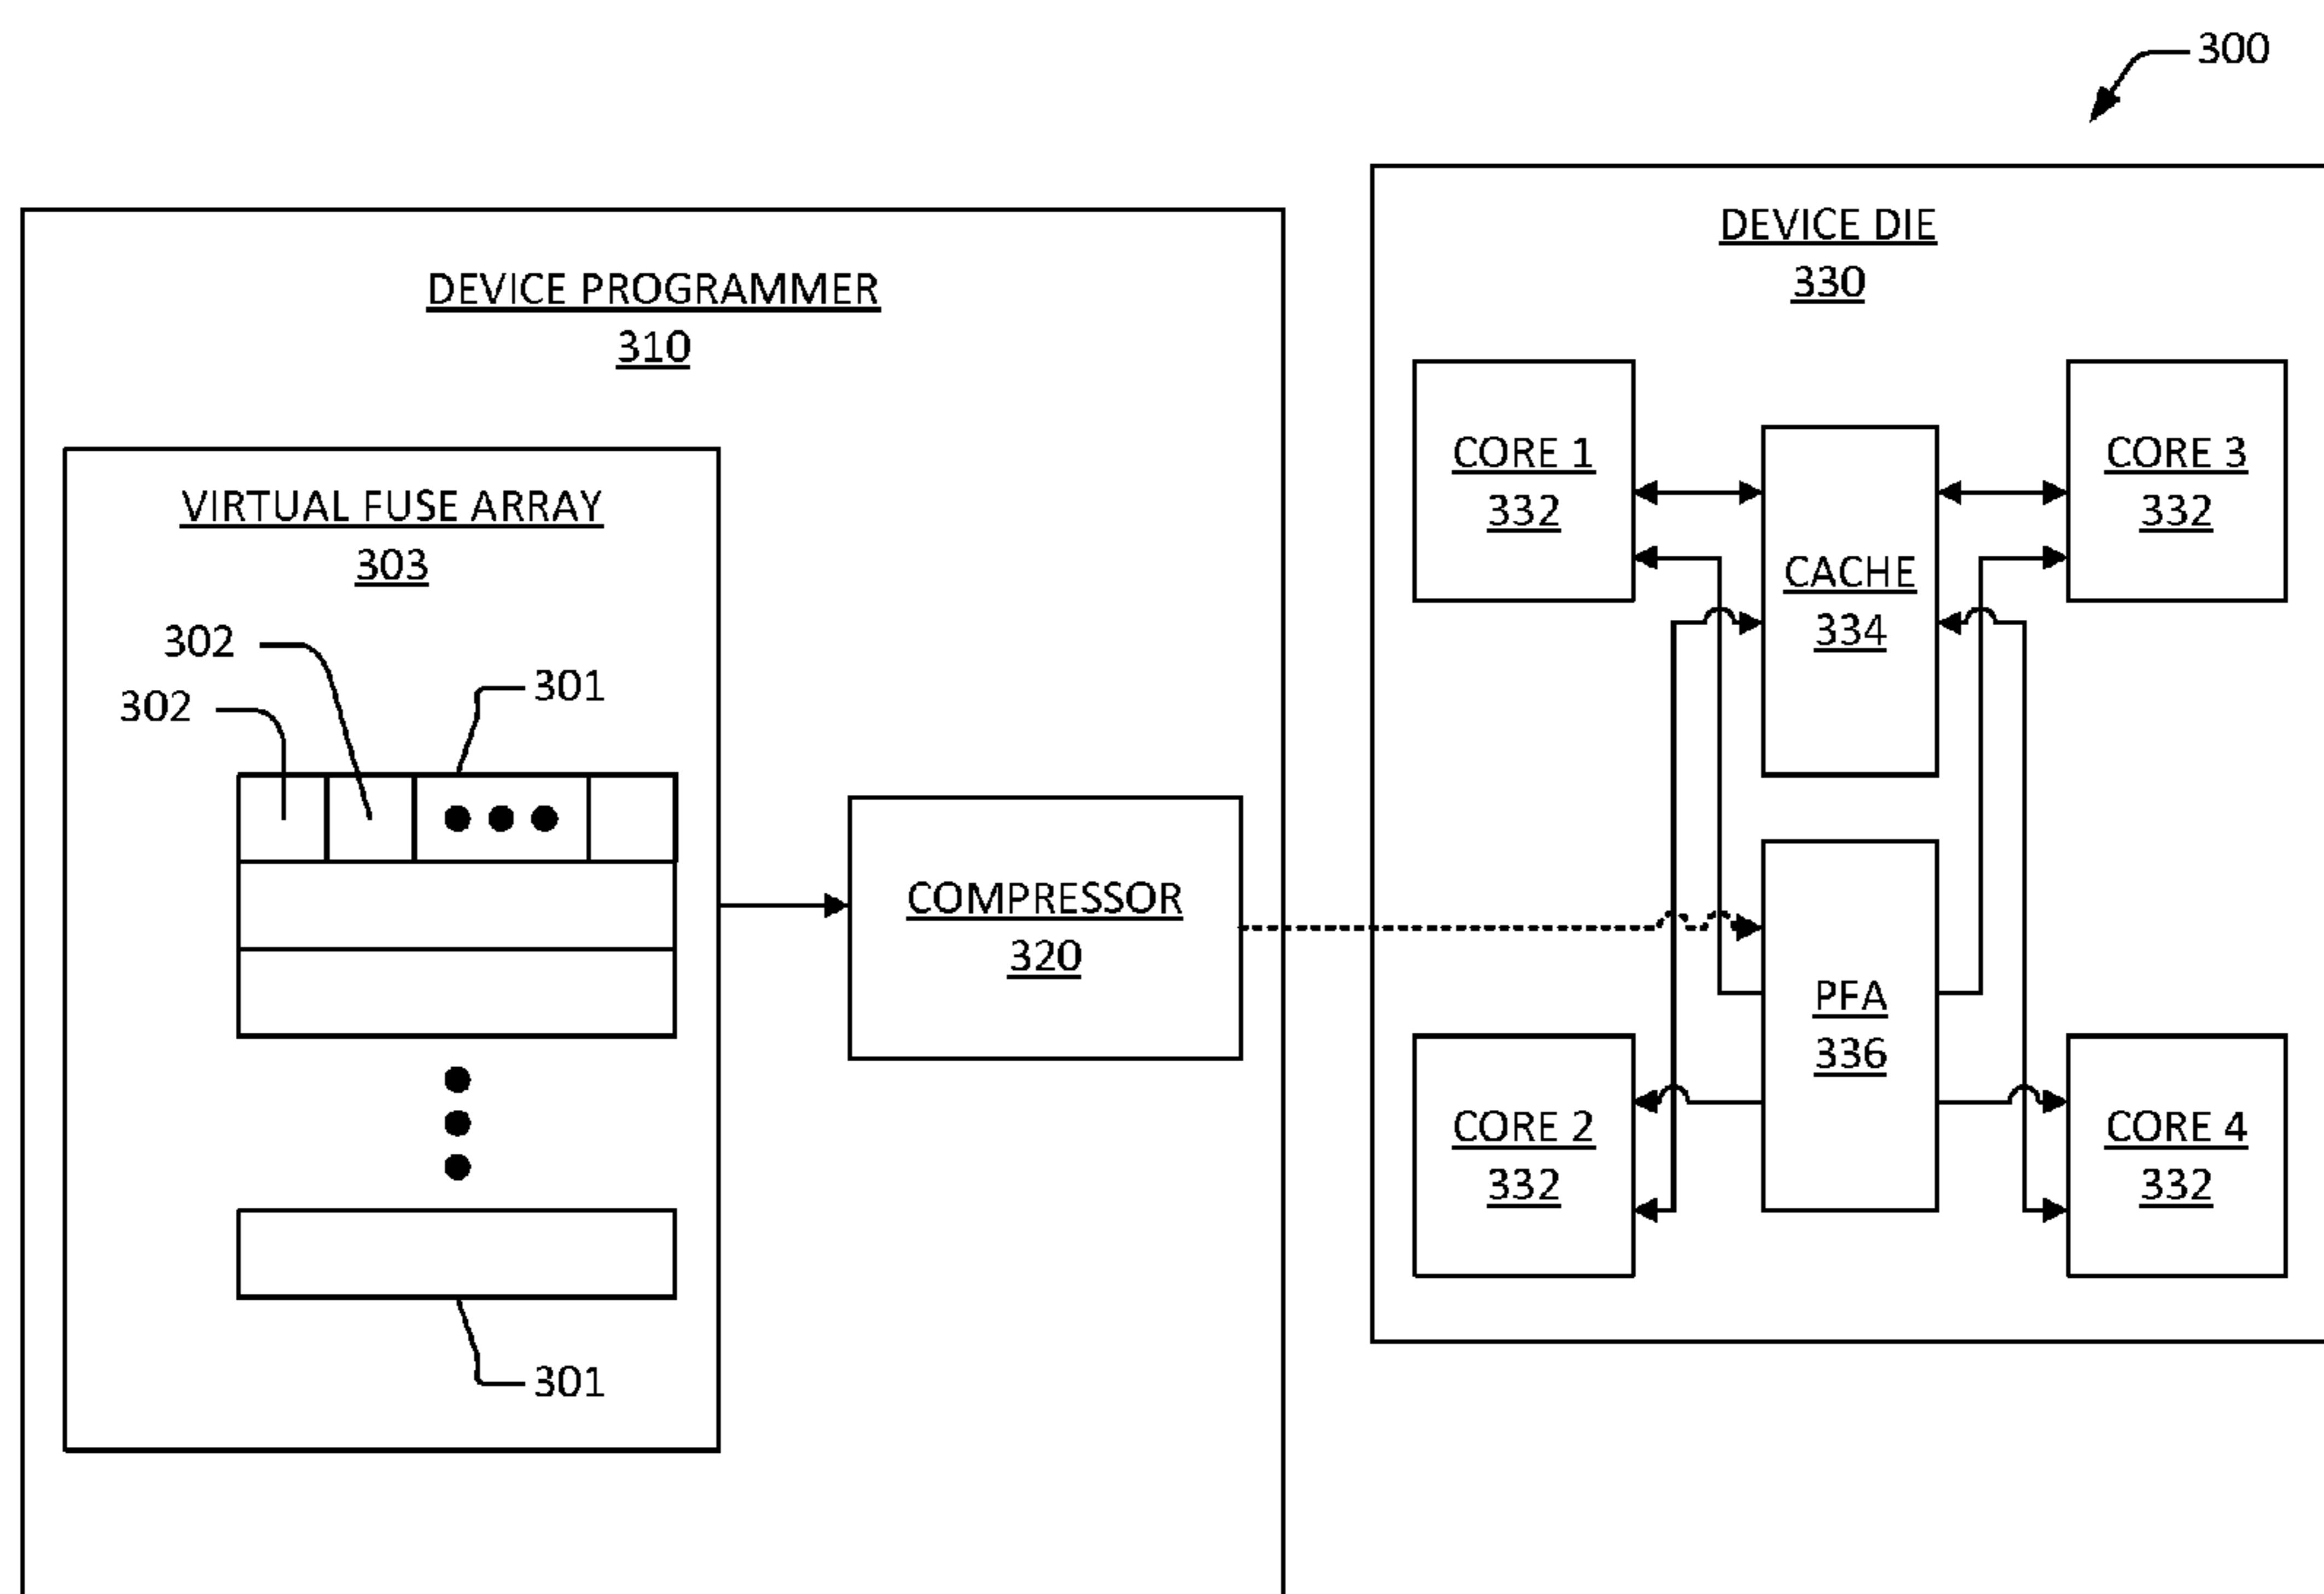 300
DEVICE PROGRAMMER
310
VIRTUAL FUSE ARRAY
303
302
302
301
301
COMPRESSOR
320
DEVICE DIE
330
CORE 1
332
CACHE
334
CORE 3
332
PFA
336
CORE 2
332
CORE 4
332